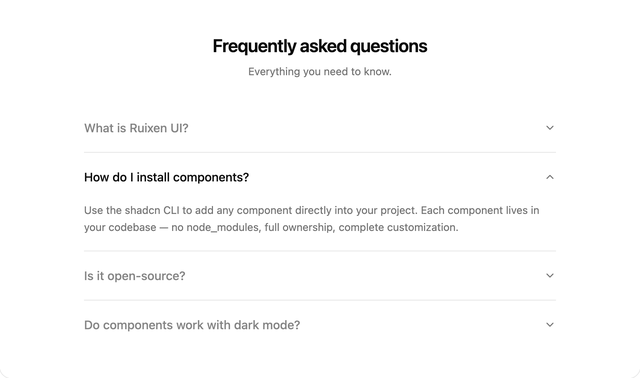 Frequently asked questions
Everything you need to know.
What is Ruixen UI?
How do I install components?
Use the shadcn CLI to add any component directly into your project. Each component lives in
your codebase — no node_modules, full ownership, complete customization.
Is it open-source?
Do components work with dark mode?